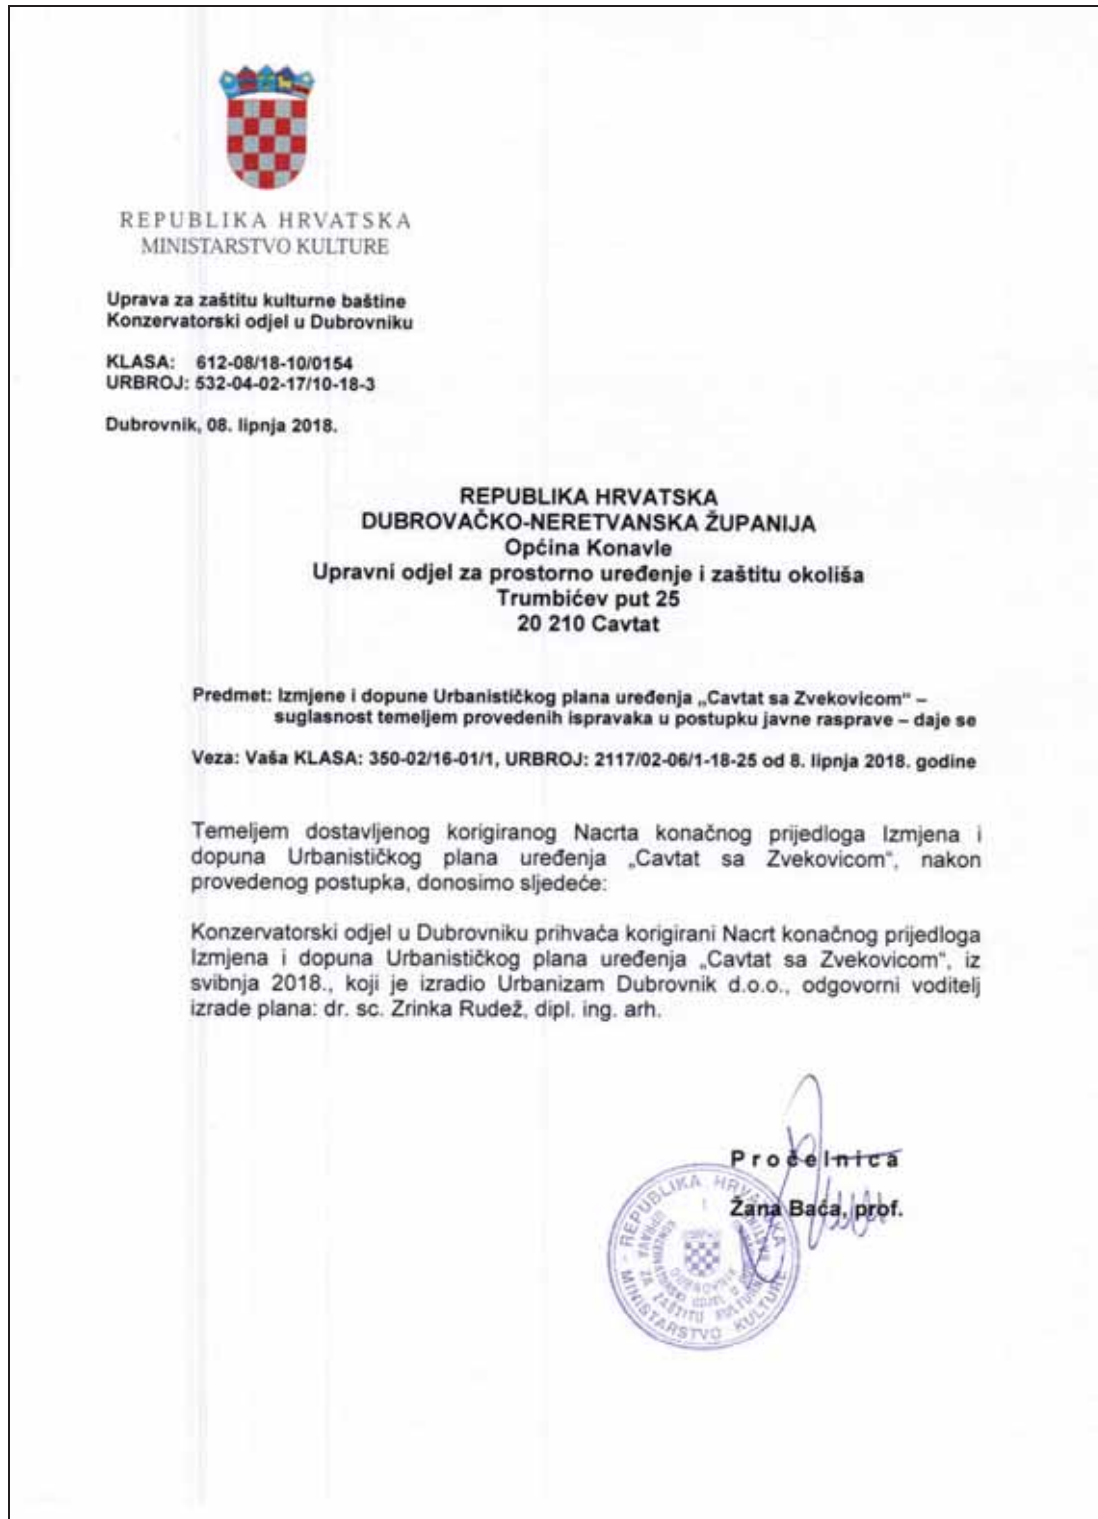 REPUBLIKA HRVATSKA
MINISTARSTVO KULTURE
Uprava za zaštitu kulturne baštine
Konzervatorski odjel u Dubrovniku
KLASA: 612-08/18-10/0154
URBROJ: 532-04-02-17/10-18-3
Dubrovnik, 08. lipnja 2018.
REPUBLIKA HRVATSKA
DUBROVAČKO-NERETVANSKA ŽUPANIJA
Općina Konavle
Upravni odjel za prostorno uređenje i zaštitu okoliša
Trumbićev put 25
20 210 Cavtat
Predmet: Izmjene i dopune Urbanističkog plana uređenja „Cavtat sa Zvekovicom“ –
suglasnost temeljem provedenih ispravaka u postupku javne rasprave – daje se
Veza: Vaša KLASA: 350-02/16-01/1, URBROJ: 2117/02-06/1-18-25 od 8. lipnja 2018. godine
Temeljem dostavljenog korigiranog Nacrta konačnog prijedloga Izmjena i
dopuna Urbanističkog plana uređenja „Cavtat sa Zvekovicom“, nakon
provedenog postupka, donosimo sljedeće:
Konzervatorski odjel u Dubrovniku prihvaća korigirani Nacrt konačnog prijedloga
Izmjena i dopuna Urbanističkog plana uređenja „Cavtat sa Zvekovicom“, iz
svibnja 2018., koji je izradio Urbanizam Dubrovnik d.o.o., odgovorni voditelj
izrade plana: dr. sc. Zrinka Rudež, dipl. ing. arh.
Pročelnica
Žana Baća, prof.
REPUBLIKA HRVATSKA
MINISTARSTVO KULTURE
UPRAVA ZA ZAŠTITU KULTURNE
DUBROVNIK